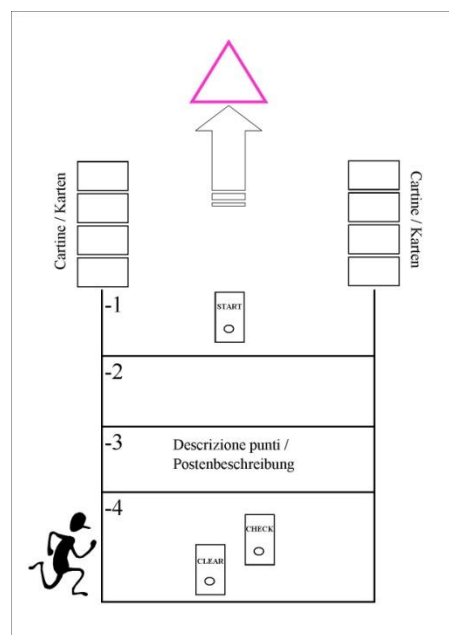 Cartine / Karten
Cartine / Karten
-1
START
-2
-3
Descrizione punti /
Postenbeschreibung
-4
CHECK
CLEAR